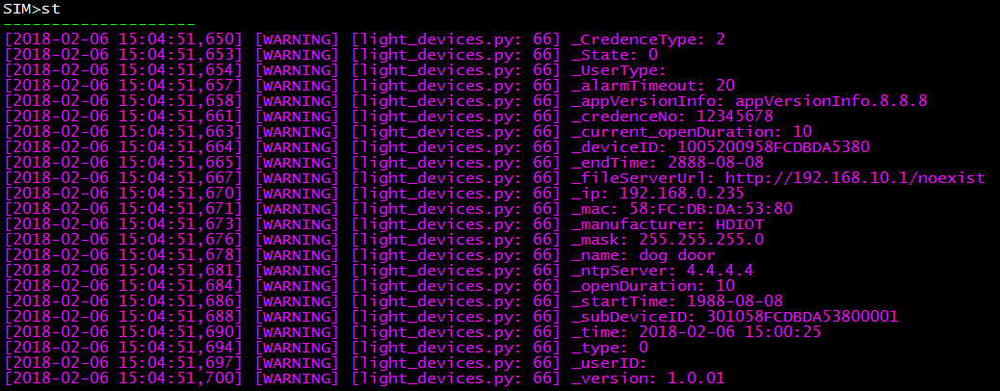 SIM>st
--------------------
[2018-02-06 15:04:51,650] [WARNING] [light_devices.py: 66] _CredenceType: 2
[2018-02-06 15:04:51,653] [WARNING] [light_devices.py: 66] _State: 0
[2018-02-06 15:04:51,654] [WARNING] [light_devices.py: 66] _UserType:
[2018-02-06 15:04:51,657] [WARNING] [light_devices.py: 66] _alarmTimeout: 20
[2018-02-06 15:04:51,658] [WARNING] [light_devices.py: 66] _appVersionInfo: appVersionInfo.8.8.8
[2018-02-06 15:04:51,661] [WARNING] [light_devices.py: 66] _credenceNo: 12345678
[2018-02-06 15:04:51,663] [WARNING] [light_devices.py: 66] _current_openDuration: 10
[2018-02-06 15:04:51,664] [WARNING] [light_devices.py: 66] _deviceID: 1005200958FCDBDA5380
[2018-02-06 15:04:51,665] [WARNING] [light_devices.py: 66] _endTime: 2888-08-08
[2018-02-06 15:04:51,667] [WARNING] [light_devices.py: 66] _fileServerUrl: http://192.168.10.1/noexist
[2018-02-06 15:04:51,670] [WARNING] [light_devices.py: 66] _ip: 192.168.0.235
[2018-02-06 15:04:51,671] [WARNING] [light_devices.py: 66] _mac: 58:FC:DB:DA:53:80
[2018-02-06 15:04:51,673] [WARNING] [light_devices.py: 66] _manufacturer: HDIOT
[2018-02-06 15:04:51,676] [WARNING] [light_devices.py: 66] _mask: 255.255.255.0
[2018-02-06 15:04:51,678] [WARNING] [light_devices.py: 66] _name: dog door
[2018-02-06 15:04:51,681] [WARNING] [light_devices.py: 66] _ntpServer: 4.4.4.4
[2018-02-06 15:04:51,684] [WARNING] [light_devices.py: 66] _openDuration: 10
[2018-02-06 15:04:51,686] [WARNING] [light_devices.py: 66] _startTime: 1988-08-08
[2018-02-06 15:04:51,688] [WARNING] [light_devices.py: 66] _subDeviceID: 301058FCDBDA53800001
[2018-02-06 15:04:51,690] [WARNING] [light_devices.py: 66] _time: 2018-02-06 15:00:25
[2018-02-06 15:04:51,694] [WARNING] [light_devices.py: 66] _type: 0
[2018-02-06 15:04:51,697] [WARNING] [light_devices.py: 66] _userID:
[2018-02-06 15:04:51,700] [WARNING] [light_devices.py: 66] _version: 1.0.01